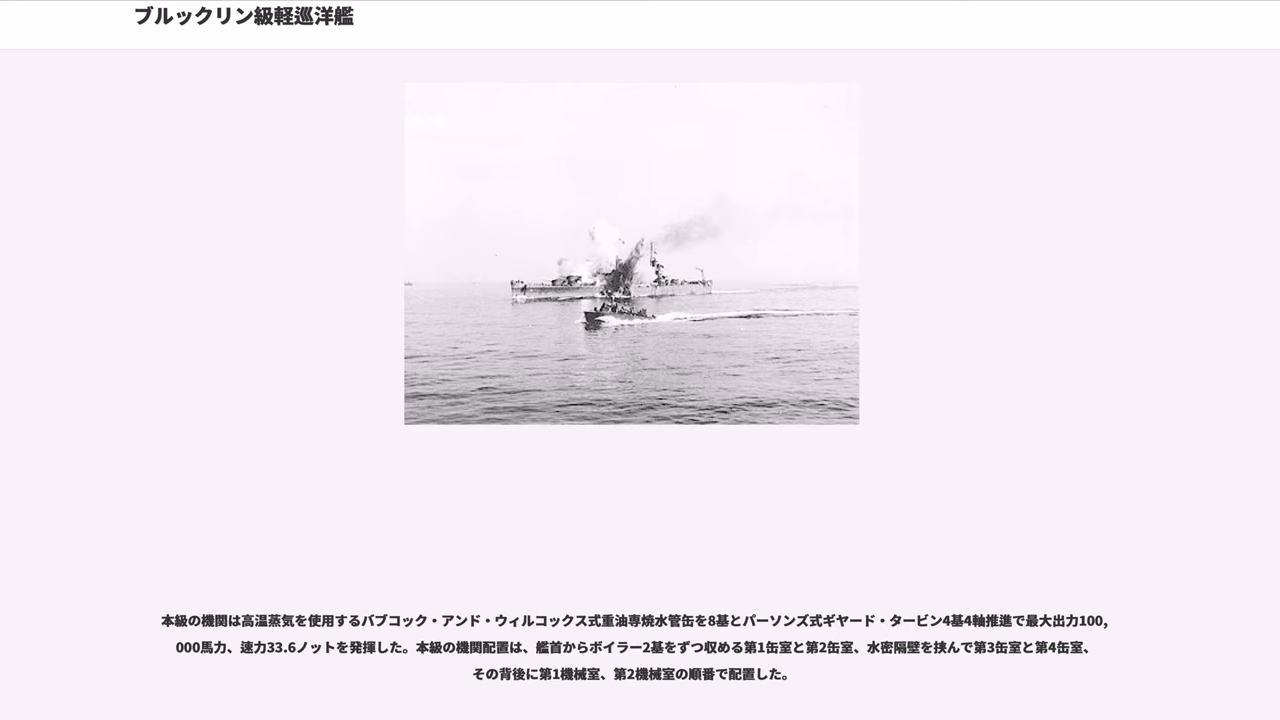 ブルックリン級軽巡洋艦
本級の機関は高温蒸気を使用するバブコック・アンド・ウィルコックス式重油専焼水管缶を8基とパーソンズ式ギヤード・タービン4基4軸推進で最大出力100,
000馬力、速力33.6ノットを発揮した。本級の機関配置は、艦首からボイラー2基をずつ収める第1缶室と第2缶室、水密隔壁を挟んで第3缶室と第4缶室、
その背後に第1機械室、第2機械室の順番で配置した。